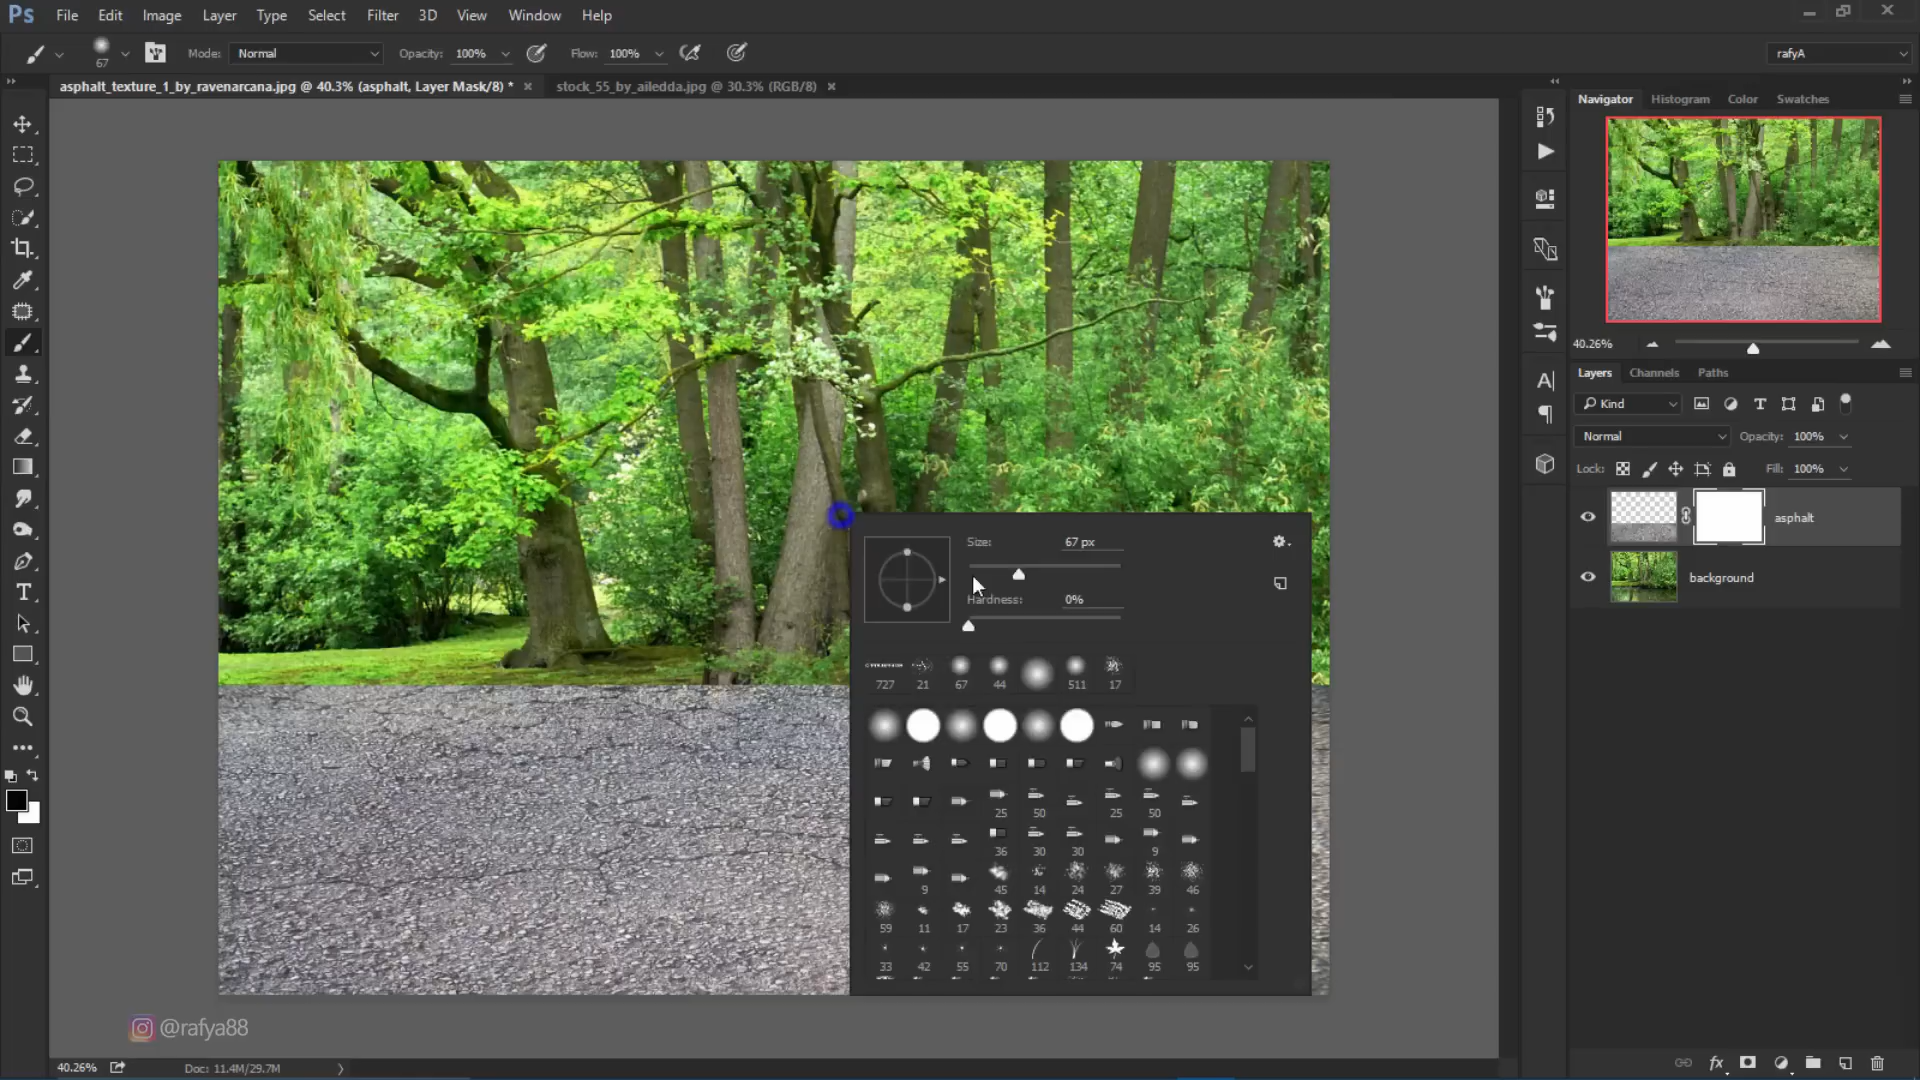 Ps File Edit Image Layer Type Select Filter 3D View Window Help
67 Mode: Normal Opacity: 100% Flow: 100% rafyA
asphalt_texture_1_by_ravenarcana.jpg @ 40.3% (asphalt, Layer Mask/8) * stock_55_by_ailedda.jpg @ 30.3% (RGB/8)
Navigator Histogram Color Swatches
40.26%
Layers Channels Paths
Kind
Normal Opacity: 100%
Lock: Fill: 100%
asphalt
background
Size: 67 px
Hardness: 0%
727 21 67 44 511 17
25 50 25 50
36 30 30 9
9 45 14 24 27 39 46
59 11 17 23 36 44 60 14 26
33 42 55 70 112 134 74 95 95
@rafya88
40.26% Doc: 11.4M/29.7M